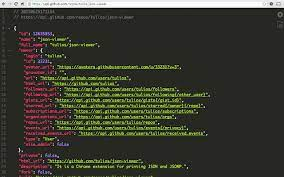 https://api.github.com/repos/tulios/json-viewer
// https://api.github.com/repos/tulios/json-viewer
{
"id":
"name": "json-viewer",
"full_name": "tulios/json-viewer",
"owner": {
"login": "tulios",
"id": 33231,
"avatar_url":
"gravatar_id": "",
"url": "https://api.github.com/users/tulios",
"html_url": "https://github.com/tulios",
"followers_url": "https://api.github.com/users/tulios/followers",
"following_url": "https://api.github.com/users/tulios/following{/other_user}",
"gists_url": "https://api.github.com/users/tulios/gists{/gist_id}",
"starred_url": "https://api.github.com/users/tulios/starred{/owner}{/repo}",
"subscriptions_url": "https://api.github.com/users/tulios/subscriptions",
"organizations_url": "https://api.github.com/users/tulios/orgs",
"repos_url": "https://api.github.com/users/tulios/repos",
"events_url": "https://api.github.com/users/tulios/events{/privacy}",
"received_events_url": "https://api.github.com/users/tulios/received_events",
"type": "User",
"site_admin": false
},
"private": false,
"html_url": "https://github.com/tulios/json-viewer",
"description": "It is a Chrome extension for printing JSON and JSONP.",
"fork": false,